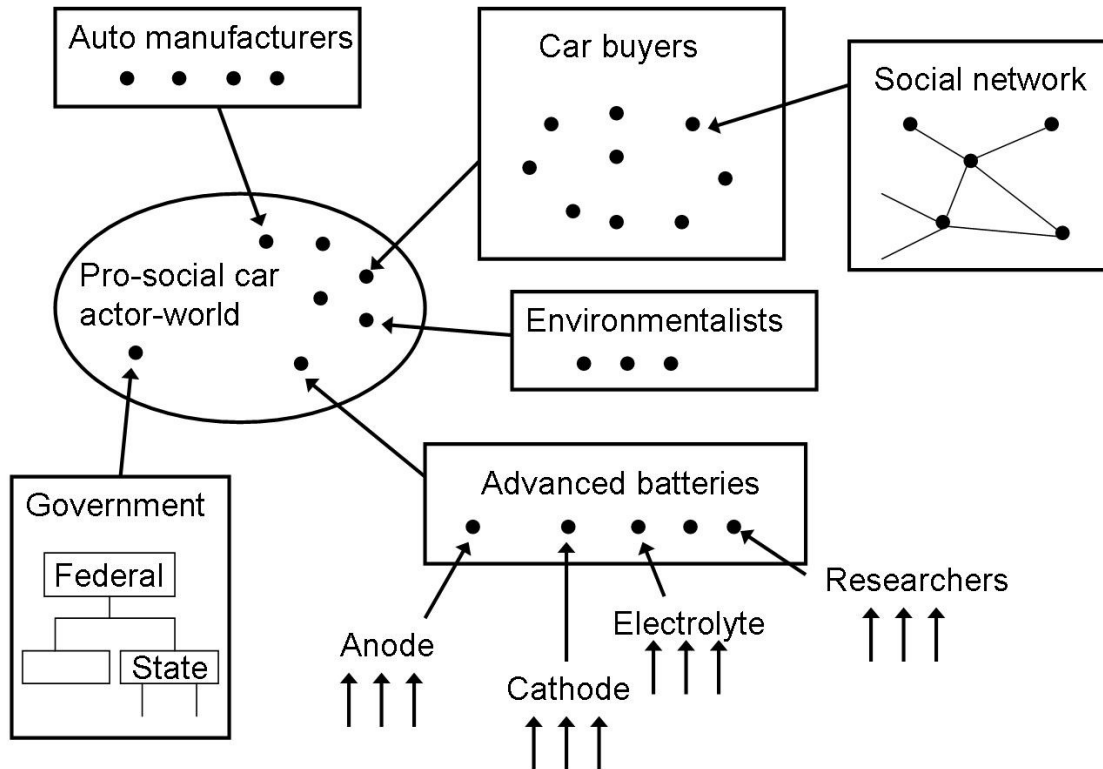 Auto manufacturers
Car buyers
Social network
Pro-social car
actor-world
Environmentalists
Advanced batteries
Government
Federal
State
Researchers
Electrolyte
Anode
Cathode